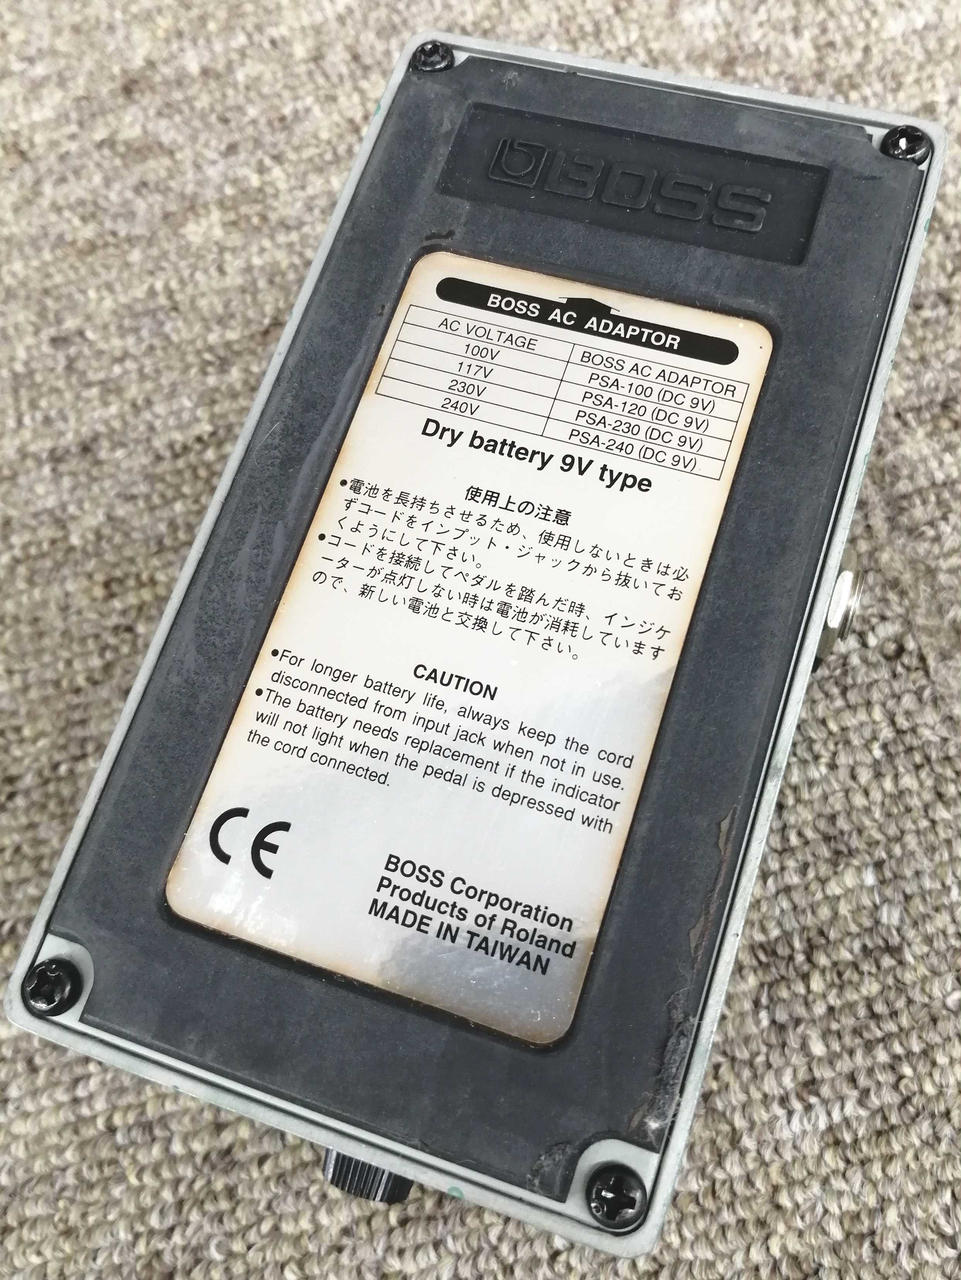 BOSS
BOSS AC ADAPTOR
AC VOLTAGE BOSS AC ADAPTOR
100V PSA-100 (DC 9V)
117V PSA-120 (DC 9V)
230V PSA-230 (DC 9V)
240V PSA-240 (DC 9V)
Dry battery 9V type
使用上の注意
●電池を長持ちさせるため、使用しないときは必
ずコードをインプット・ジャックから抜いてお
くようにして下さい。
●コードを接続してペダルを踏んだ時、インジケ
ーターが点灯しない時は電池が消耗しています
ので、新しい電池と交換して下さい。
CAUTION
●For longer battery life, always keep the cord
disconnected from input jack when not in use.
●The battery needs replacement if the indicator
will not light when the pedal is depressed with
the cord connected.
CE
BOSS Corporation
Products of Roland
MADE IN TAIWAN